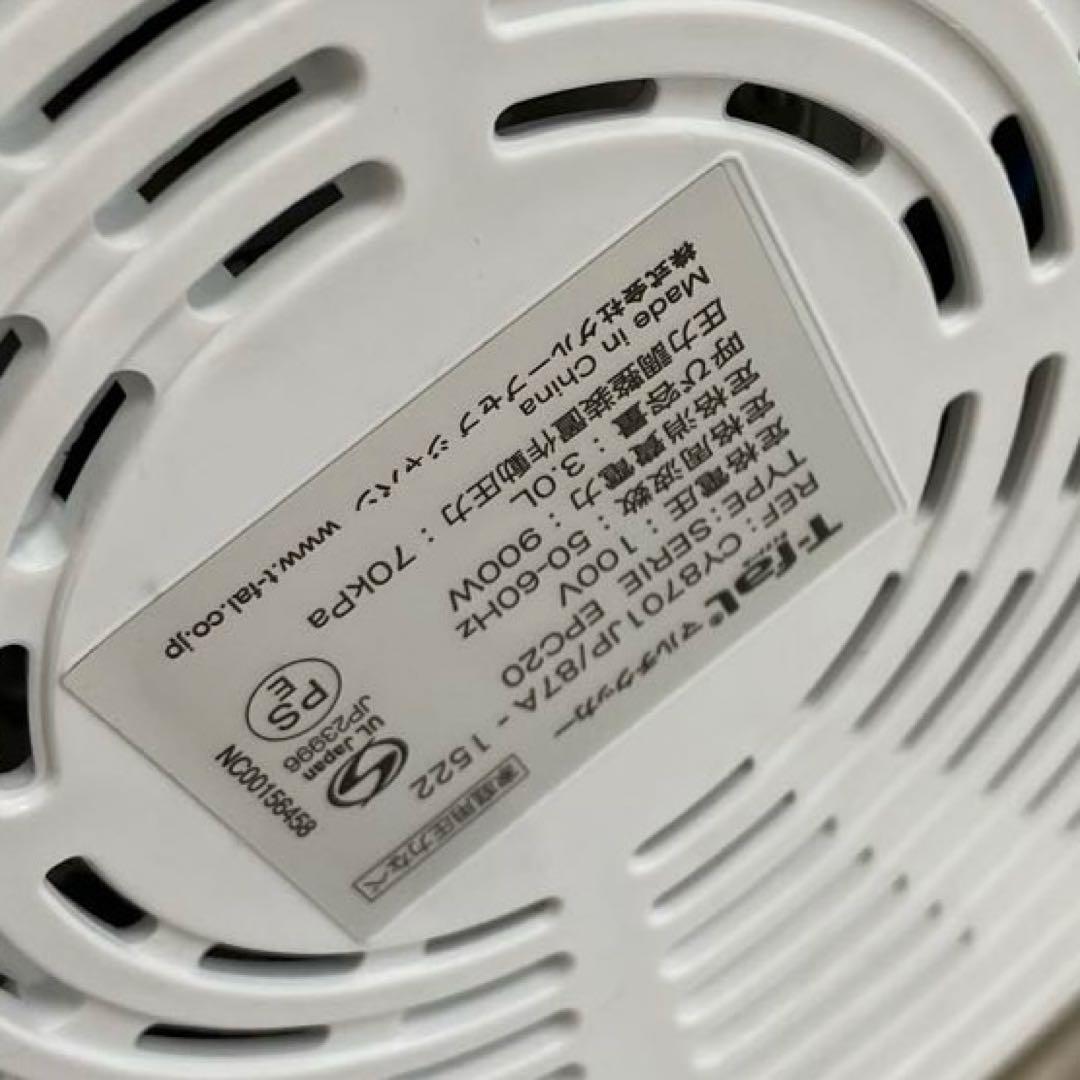 T-fal® マルチクッカー
家庭用圧力なべ
REF: CY8701JP/87A - 1522
TYPE:SERIE EPC20
定格電圧 : 100V
定格周波数 : 50-60Hz
定格消費電力 : 900W
呼び容量 : 3.0L
圧力調整装置作動圧力 : 70kPa
Made in China
株式会社グループセブ ジャパン www.t-fal.co.jp
UL Japan
JP23996
PS
E
NC00156458